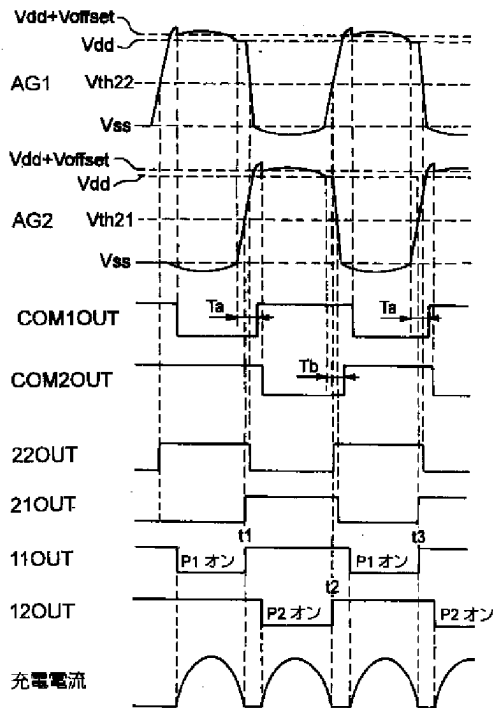 Vdd+Voffset
Vdd
AG1
Vth22
Vss
Vdd+Voffset
Vdd
AG2
Vth21
Vss
Ta
Ta
COM1OUT
COM2OUT
Tb
22OUT
21OUT
t1
t3
11OUT
P1 オン
P1 オン
t2
12OUT
P2 オン
P2 オン
充電電流